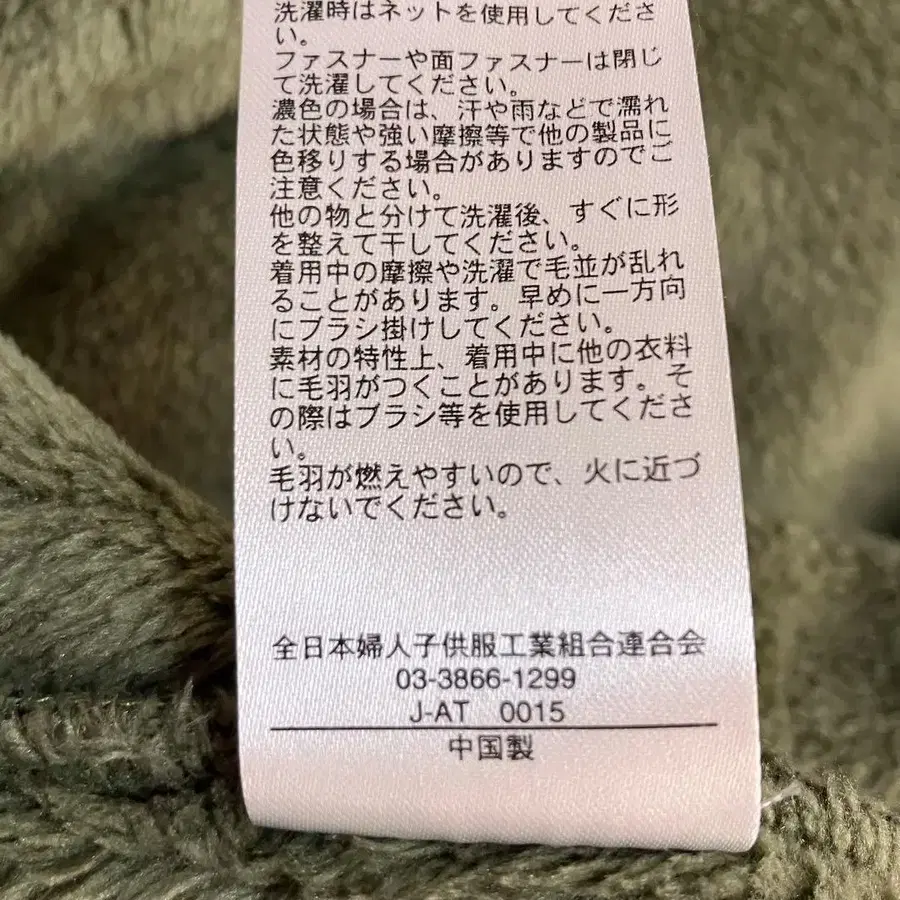 洗濯時はネットを使用してくださ
い。
ファスナーや面ファスナーは閉じ
て洗濯してください。
濃色の場合は、汗や雨などで濡れ
た状態や強い摩擦等で他の製品に
色移りする場合がありますのでご
注意ください。
他の物と分けて洗濯後、すぐに形
を整えて干してください。
着用中の摩擦や洗濯で毛並が乱れ
ることがあります。早めに一方向
にブラシ掛けしてください。
素材の特性上、着用中に他の衣料
に毛羽がつくことがあります。そ
の際はブラシ等を使用してくださ
い。
毛羽が燃えやすいので、火に近づ
けないでください。
全日本婦人子供服工業組合連合会
03-3866-1299
J-AT 0015
中国製